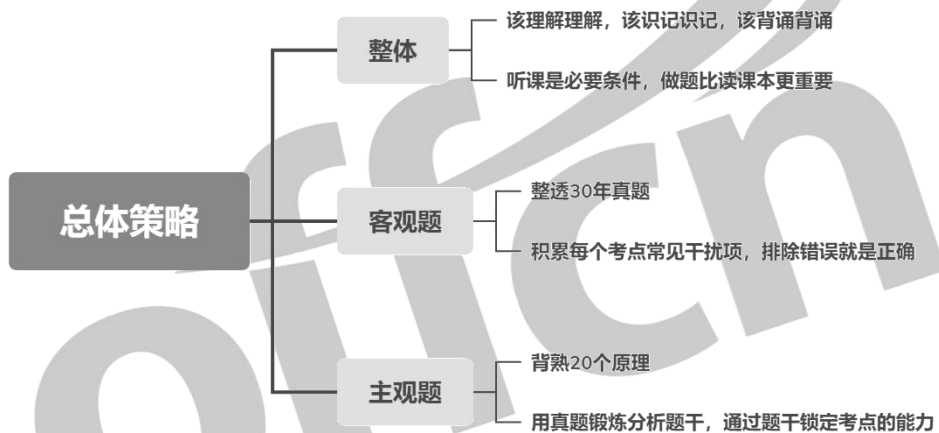 总体策略
整体
该理解理解，该识记识记，该背诵背诵
听课是必要条件，做题比读课本更重要
客观题
整透30年真题
积累每个考点常见干扰项，排除错误就是正确
主观题
背熟20个原理
用真题锻炼分析题干，通过题干锁定考点的能力
offcn